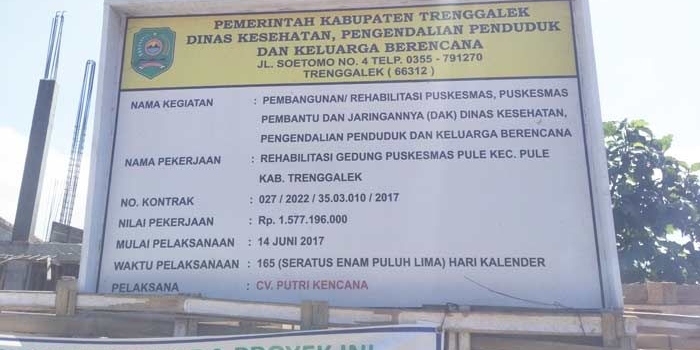 PEMERINTAH KABUPATEN TRENGGALEK
DINAS KESEHATAN, PENGENDALIAN PENDUDUK
DAN KELUARGA BERENCANA
JL. SOETOMO NO. 4 TELP. 0355 - 791270
TRENGGALEK ( 66312 )
NAMA KEGIATAN : PEMBANGUNAN/ REHABILITASI PUSKESMAS, PUSKESMAS
PEMBANTU DAN JARINGANNYA (DAK) DINAS KESEHATAN,
PENGENDALIAN PENDUDUK DAN KELUARGA BERENCANA
NAMA PEKERJAAN : REHABILITASI GEDUNG PUSKESMAS PULE KEC. PULE
KAB. TRENGGALEK
NO. KONTRAK : 027 / 2022 / 35.03.010 / 2017
NILAI PEKERJAAN : Rp. 1.577.196.000
MULAI PELAKSANAAN : 14 JUNI 2017
WAKTU PELAKSANAAN : 165 (SERATUS ENAM PULUH LIMA) HARI KALENDER
PELAKSANA : CV. PUTRI KENCANA
PROYEK INI